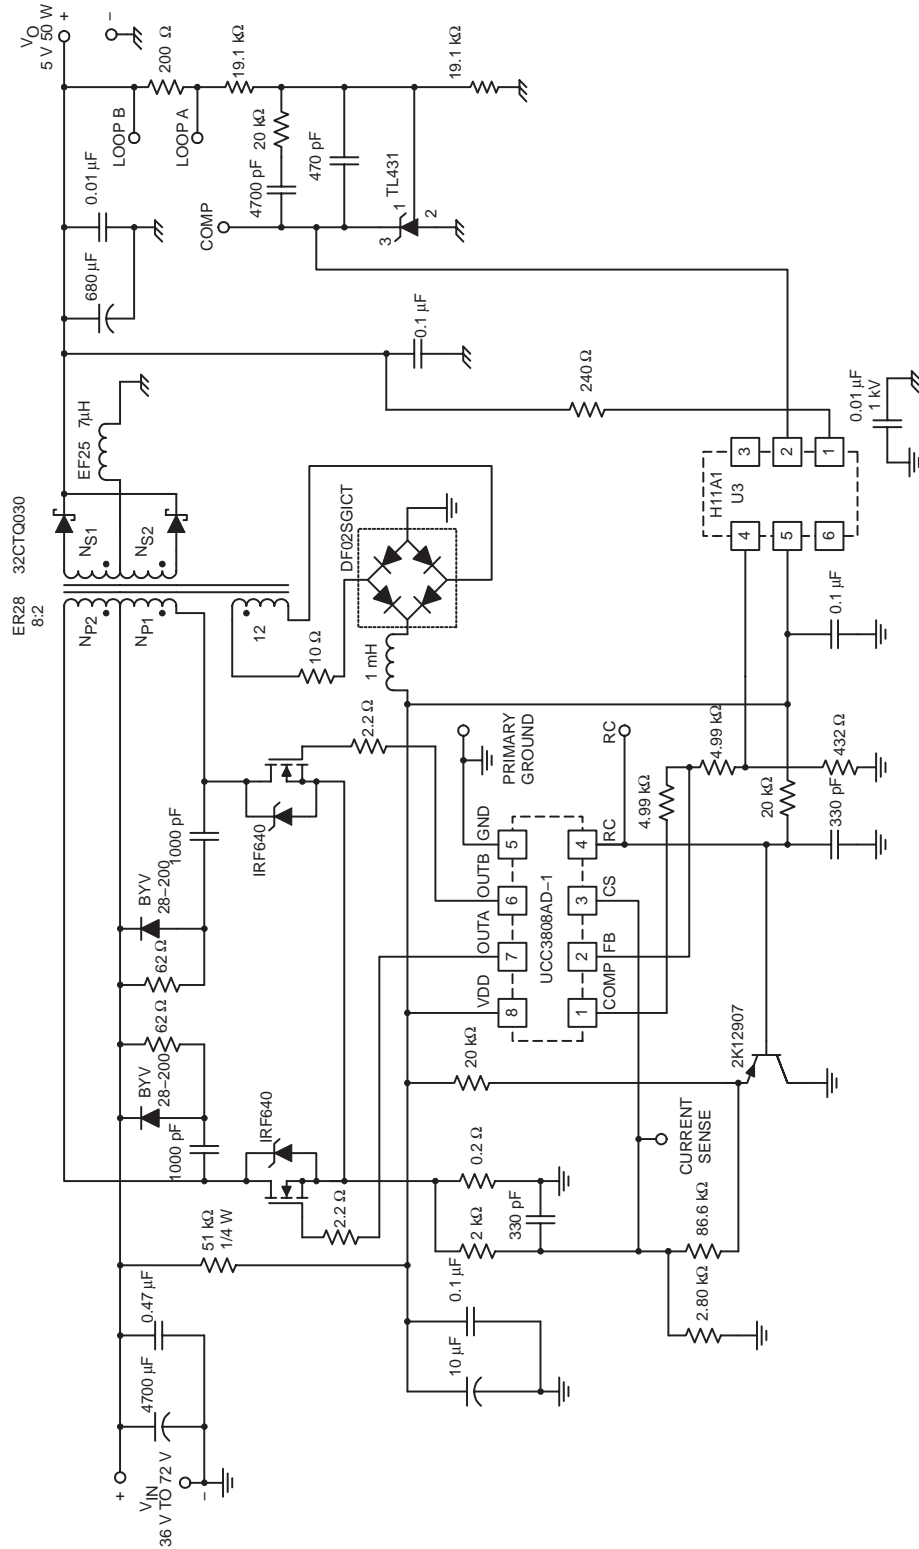 V_IN
36 V TO 72 V
+
−
4700 µF
0.47 µF
51 kΩ
1/4 W
1000 pF
BYV
28−200
62 Ω
62 Ω
BYV
28−200
1000 pF
IRF640
2.2 Ω
IRF640
2.2 Ω
ER28
8:2
32CTQ030
N_P2
N_P1
N_S1
N_S2
12
EF25 7µH
680 µF
0.01 µF
V_O
5 V 50 W
+
−
LOOP B
200 Ω
LOOP A
19.1 kΩ
COMP
4700 pF
20 kΩ
470 pF
TL431
1
2
3
19.1 kΩ
0.1 µF
240 Ω
10 Ω
DF02SGICT
1 mH
10 µF
0.1 µF
2 kΩ
0.2 Ω
330 pF
20 kΩ
VDD
OUTA
OUTB
GND
8
7
6
5
UCC3808AD−1
1
2
3
4
COMP
FB
CS
RC
PRIMARY
GROUND
RC
CURRENT
SENSE
2.80 kΩ
86.6 kΩ
2K12907
4.99 kΩ
4.99 kΩ
20 kΩ
330 pF
432 Ω
0.1 µF
H11A1
U3
4
5
6
3
2
1
0.01 µF
1 kV